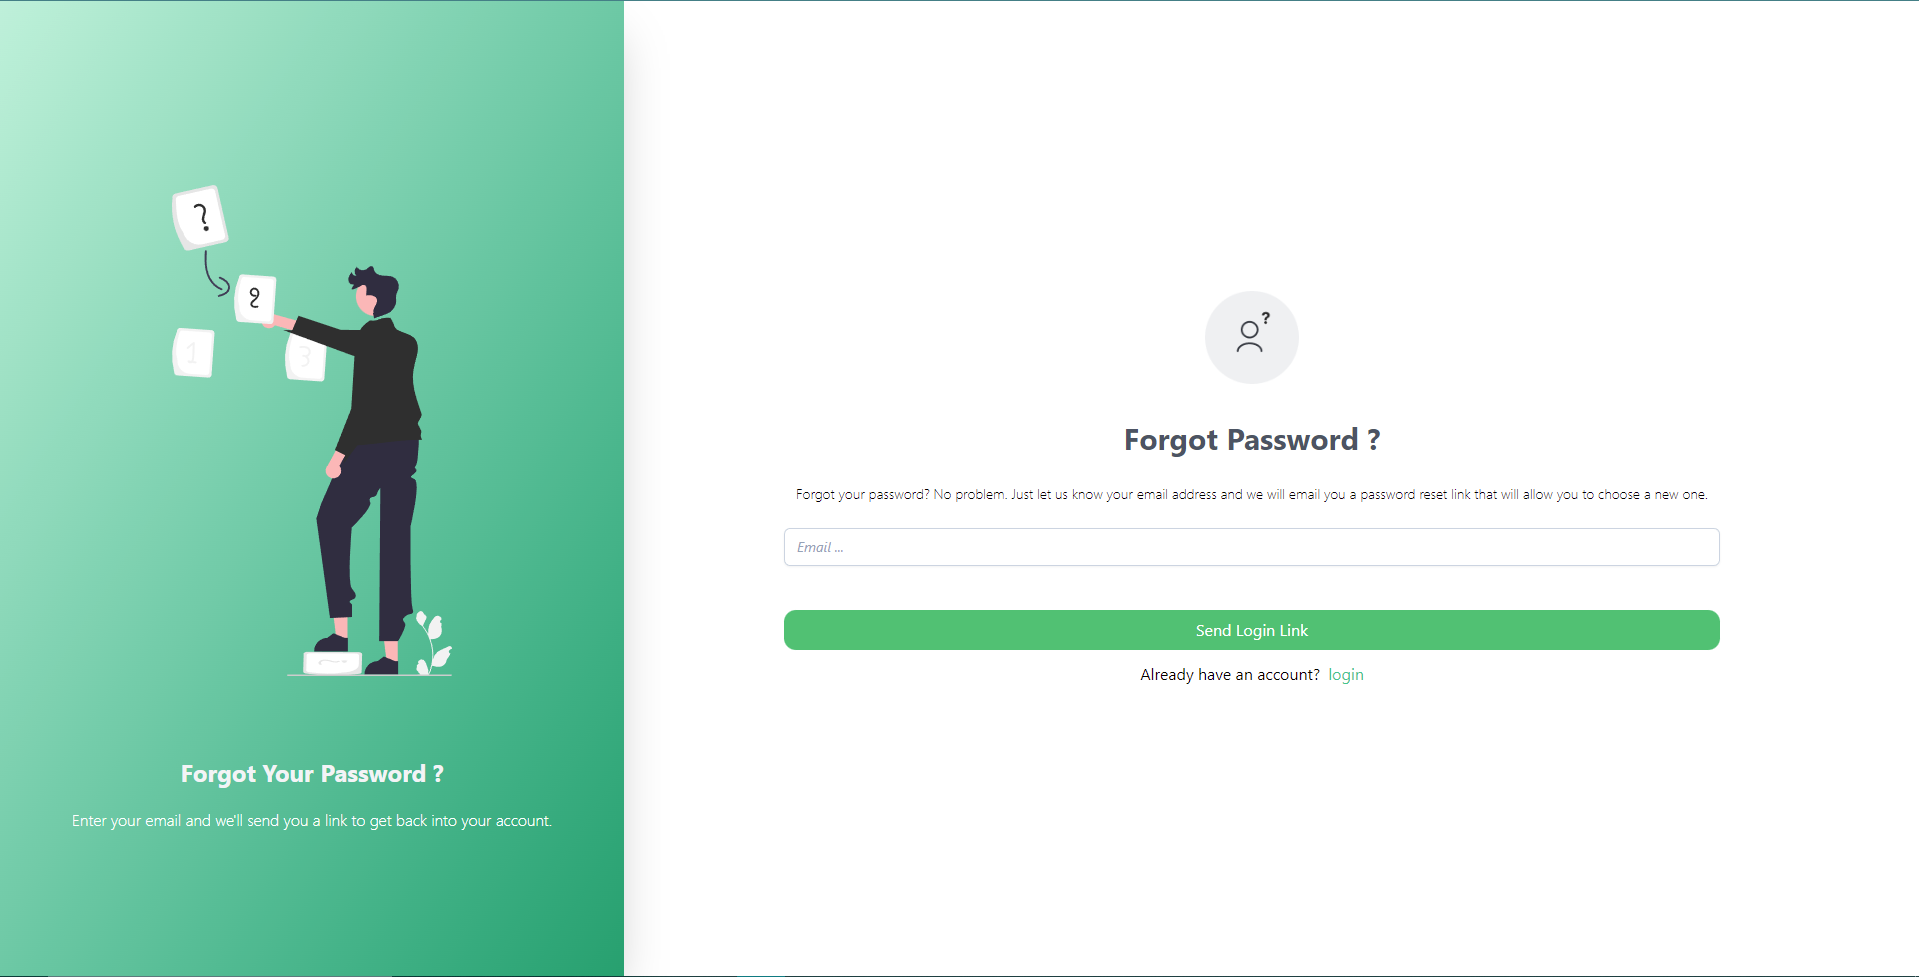 ?
2
1
3
Forgot Your Password ?
Enter your email and we'll send you a link to get back into your account.
?
Forgot Password ?
Forgot your password? No problem. Just let us know your email address and we will email you a password reset link that will allow you to choose a new one.
Email ...
Send Login Link
Already have an account? login